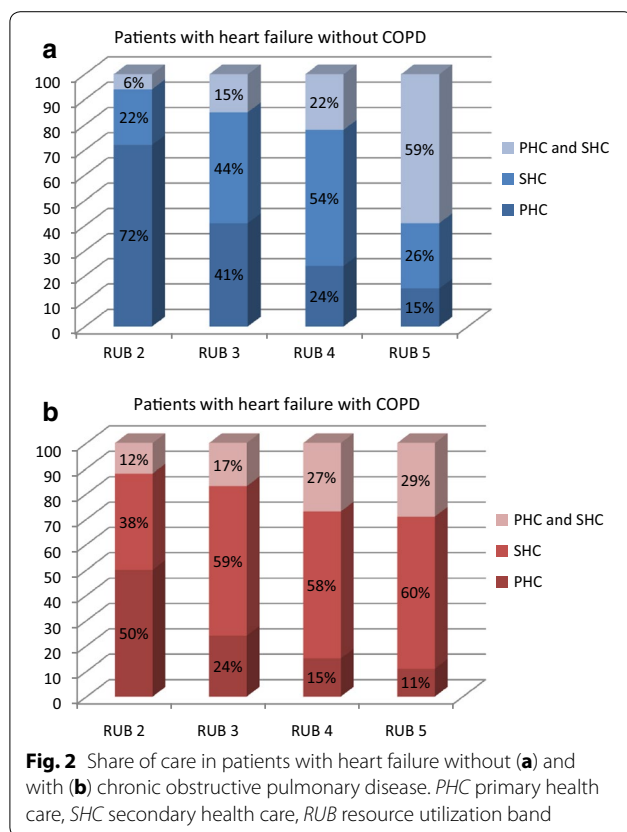 a
Patients with heart failure without COPD
100
90
80
70
60
50
40
30
20
10
0
6%
22%
72%
15%
44%
41%
22%
54%
24%
59%
26%
15%
RUB 2
RUB 3
RUB 4
RUB 5
PHC and SHC
SHC
PHC
b
Patients with heart failure with COPD
100
90
80
70
60
50
40
30
20
10
0
12%
38%
50%
17%
59%
24%
27%
58%
15%
29%
60%
11%
RUB 2
RUB 3
RUB 4
RUB 5
PHC and SHC
SHC
PHC
Fig. 2 Share of care in patients with heart failure without (a) and
with (b) chronic obstructive pulmonary disease. PHC primary health
care, SHC secondary health care, RUB resource utilization band